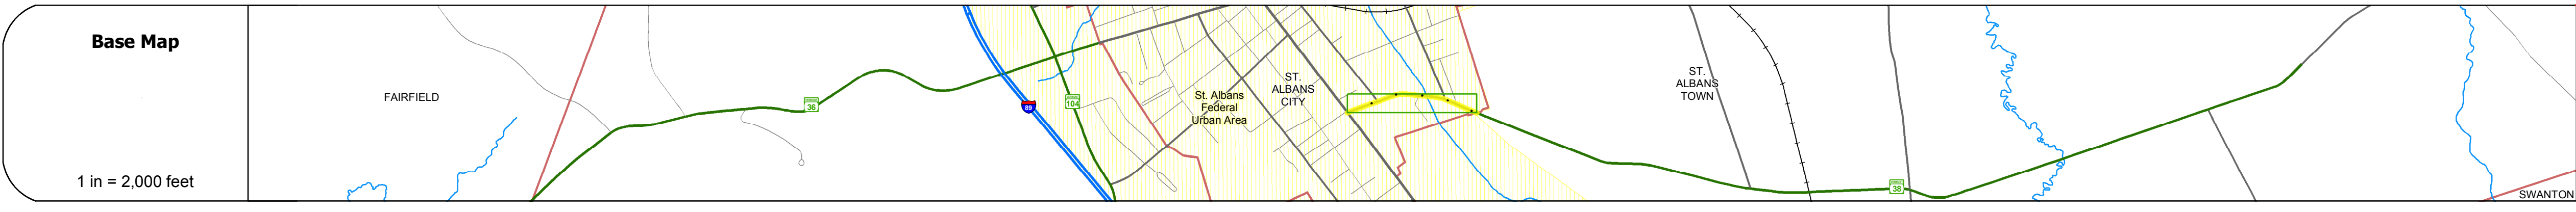 Base Map
1 in = 2,000 feet
FAIRFIELD
36
89
104
St. Albans
Federal
Urban Area
ST.
ALBANS
CITY
ST.
ALBANS
TOWN
38
SWANTON